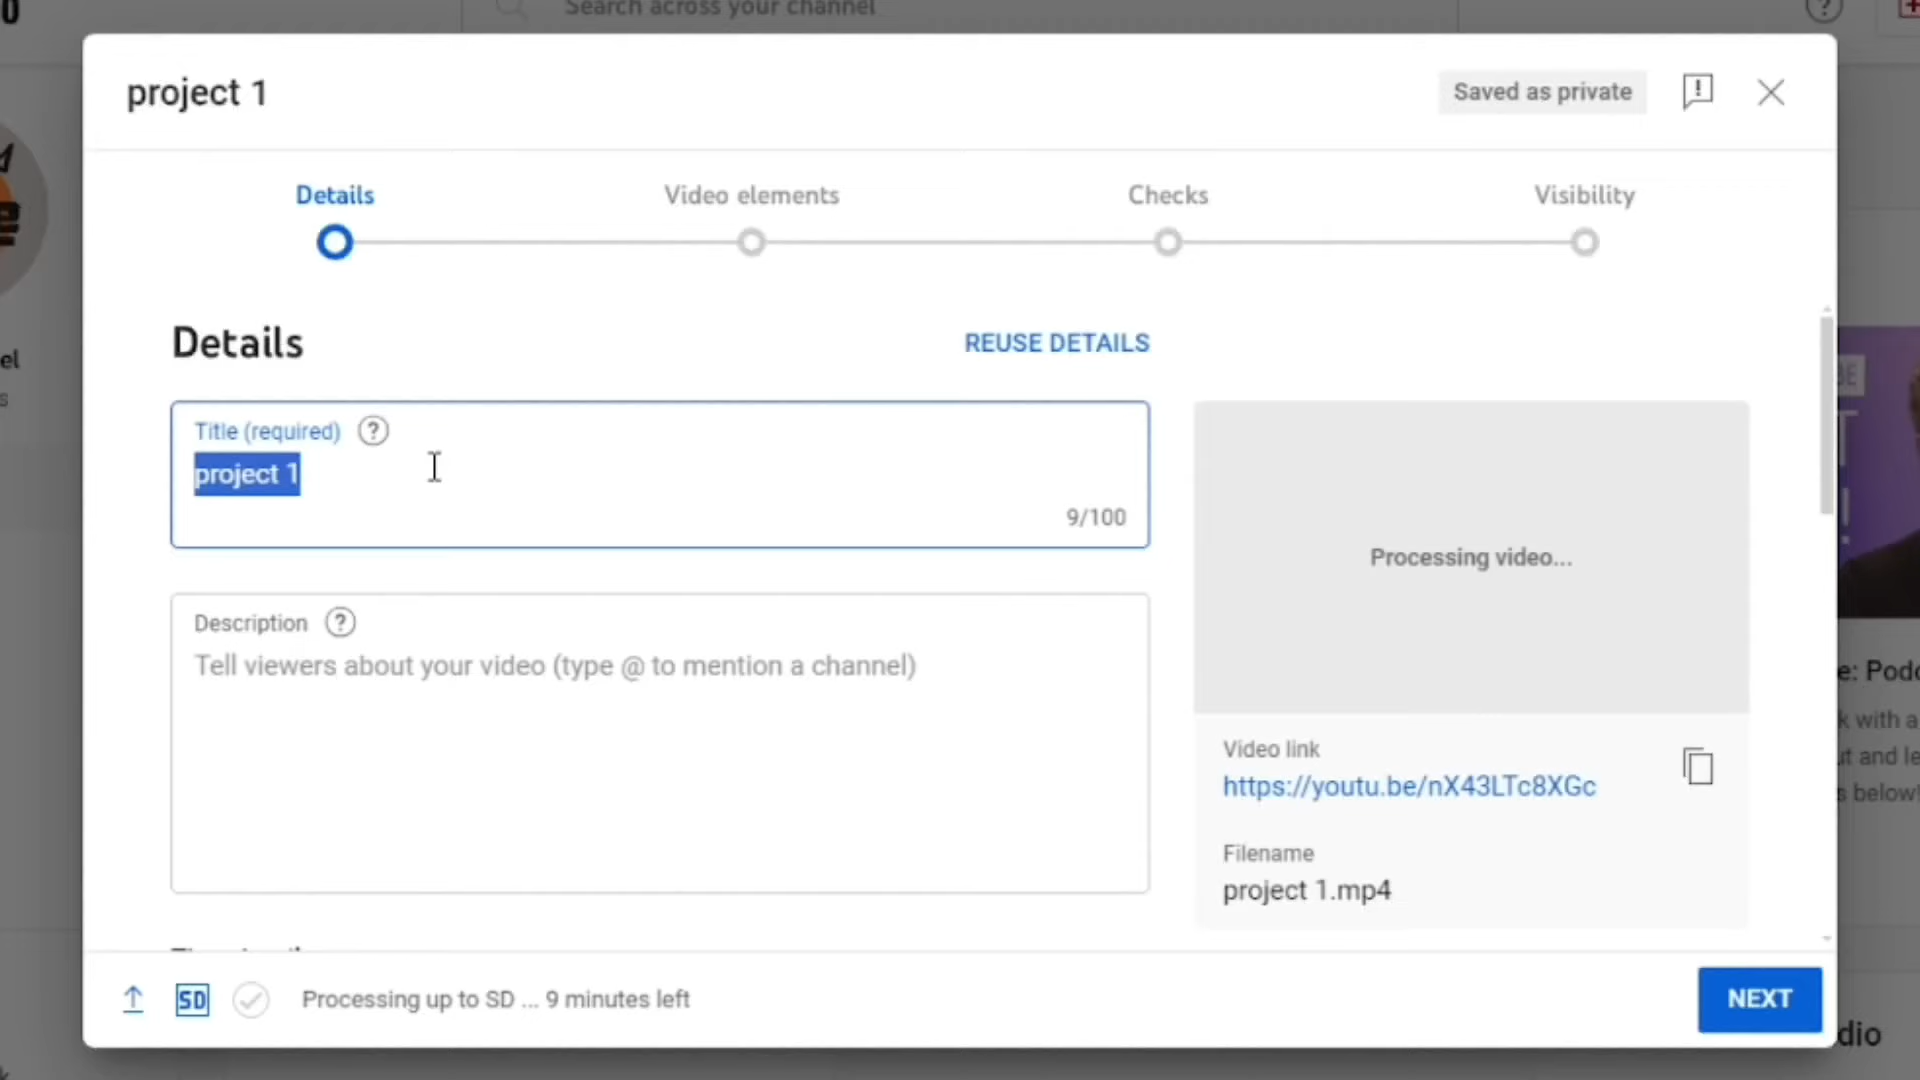 Search across your channel
project 1
Saved as private
Details
Video elements
Checks
Visibility
Details
REUSE DETAILS
Title (required)
project 1
9/100
Processing video...
Description
Tell viewers about your video (type @ to mention a channel)
Video link
https://youtu.be/nX43LTc8XGc
Filename
project 1.mp4
SD
Processing up to SD ... 9 minutes left
NEXT